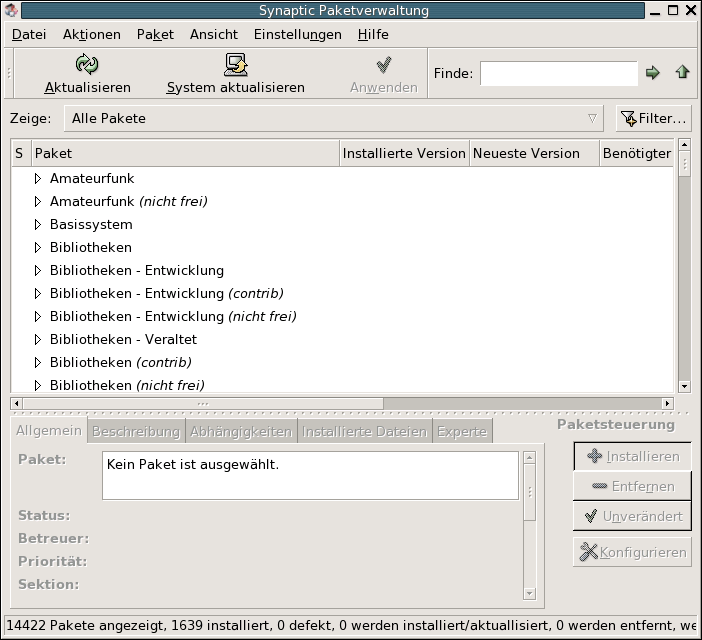 Synaptic Paketverwaltung
Datei Aktionen Paket Ansicht Einstellungen Hilfe
Aktualisieren System aktualisieren Anwenden Finde:
Zeige: Alle Pakete Filter...
S Paket Installierte Version Neueste Version Benötigter
Amateurfunk
Amateurfunk (nicht frei)
Basissystem
Bibliotheken
Bibliotheken - Entwicklung
Bibliotheken - Entwicklung (contrib)
Bibliotheken - Entwicklung (nicht frei)
Bibliotheken - Veraltet
Bibliotheken (contrib)
Bibliotheken (nicht frei)
Allgemein Beschreibung Abhängigkeiten Installierte Dateien Experte
Paket: Kein Paket ist ausgewählt.
Status:
Betreuer:
Priorität:
Sektion:
Paketsteuerung
Installieren
Entfernen
Unverändert
Konfigurieren
14422 Pakete angezeigt, 1639 installiert, 0 defekt, 0 werden installiert/aktuallisiert, 0 werden entfernt, we